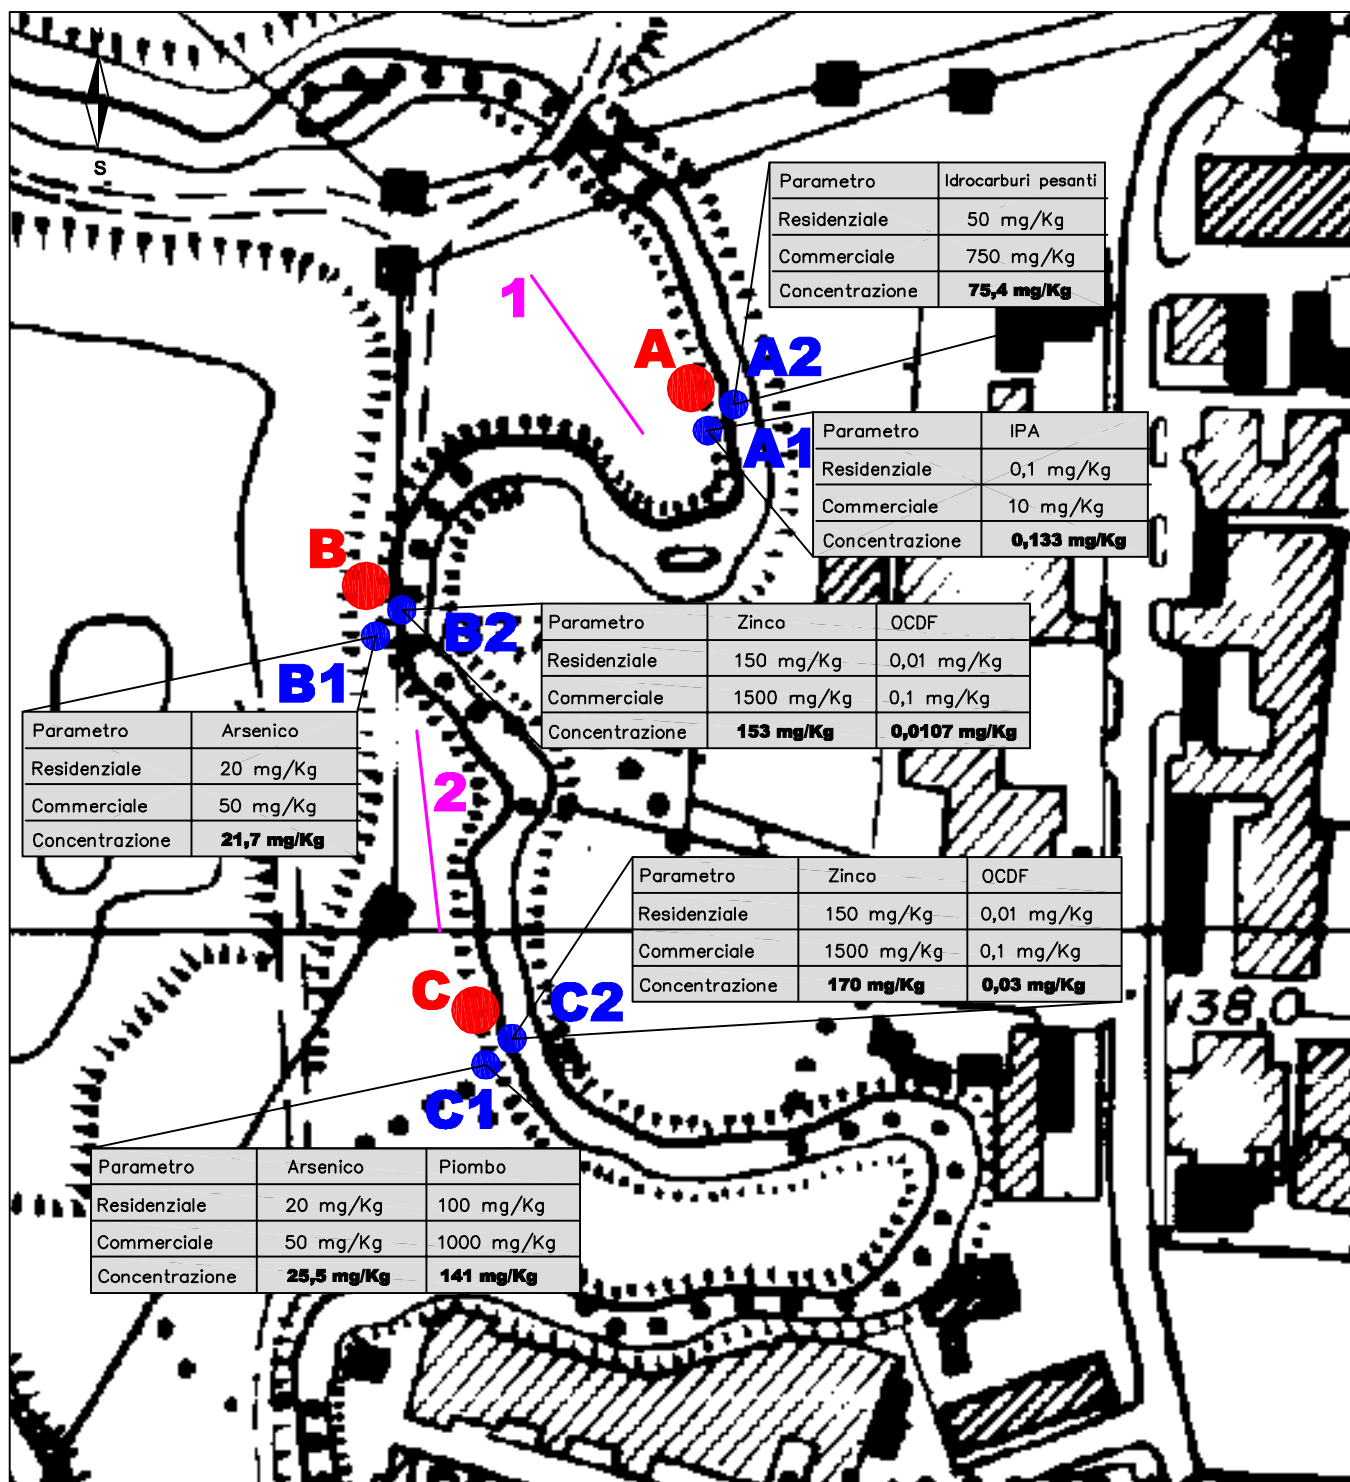 N
S
Parametro Idrocarburi pesanti
Residenziale 50 mg/Kg
Commerciale 750 mg/Kg
Concentrazione 75,4 mg/Kg
1
A
A2
A1
Parametro IPA
Residenziale 0,1 mg/Kg
Commerciale 10 mg/Kg
Concentrazione 0,133 mg/Kg
B
B2
B1
Parametro Zinco OCDF
Residenziale 150 mg/Kg 0,01 mg/Kg
Commerciale 1500 mg/Kg 0,1 mg/Kg
Concentrazione 153 mg/Kg 0,0107 mg/Kg
Parametro Arsenico
Residenziale 20 mg/Kg
Commerciale 50 mg/Kg
Concentrazione 21,7 mg/Kg
2
Parametro Zinco OCDF
Residenziale 150 mg/Kg 0,01 mg/Kg
Commerciale 1500 mg/Kg 0,1 mg/Kg
Concentrazione 170 mg/Kg 0,03 mg/Kg
C
C2
138,0
C1
Parametro Arsenico Piombo
Residenziale 20 mg/Kg 100 mg/Kg
Commerciale 50 mg/Kg 1000 mg/Kg
Concentrazione 25,5 mg/Kg 141 mg/Kg